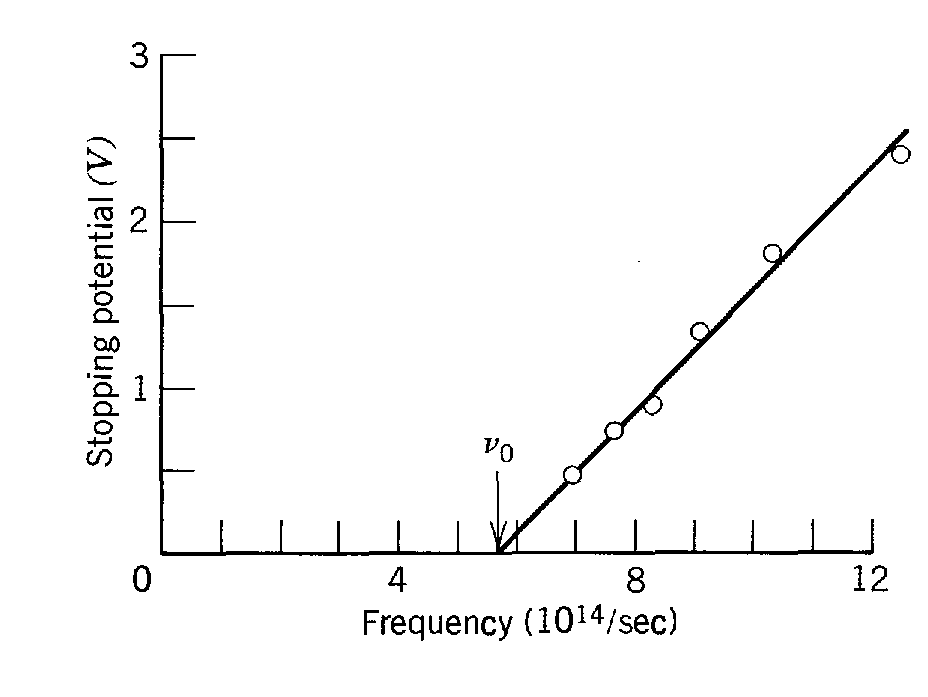 3
2
1
Stopping potential (V)
ν0
0
4
8
12
Frequency (10¹⁴/sec)